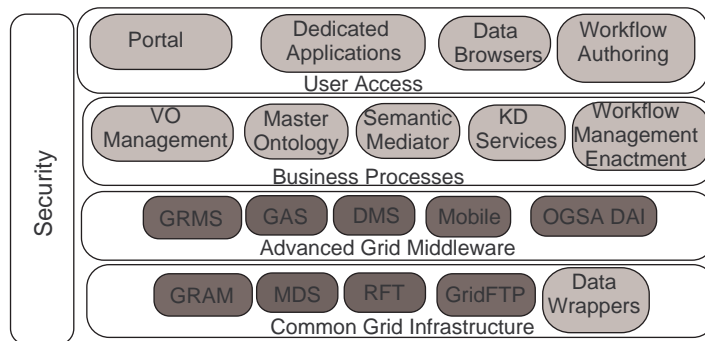 Security
Portal
Dedicated
Applications
Data
Browsers
Workflow
Authoring
User Access
VO
Management
Master
Ontology
Semantic
Mediator
KD
Services
Workflow
Management
Enactment
Business Processes
GRMS
GAS
DMS
Mobile
OGSA DAI
Advanced Grid Middleware
GRAM
MDS
RFT
GridFTP
Data
Wrappers
Common Grid Infrastructure